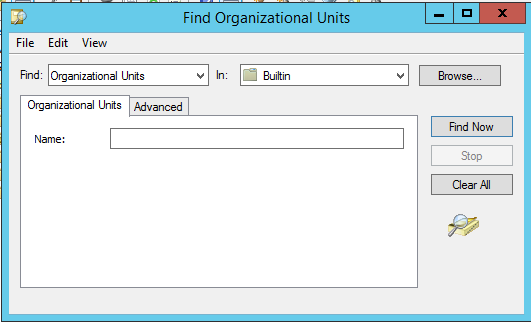 Find Organizational Units
File Edit View
Find: Organizational Units In: Builtin Browse...
Organizational Units Advanced
Name:
Find Now
Stop
Clear All